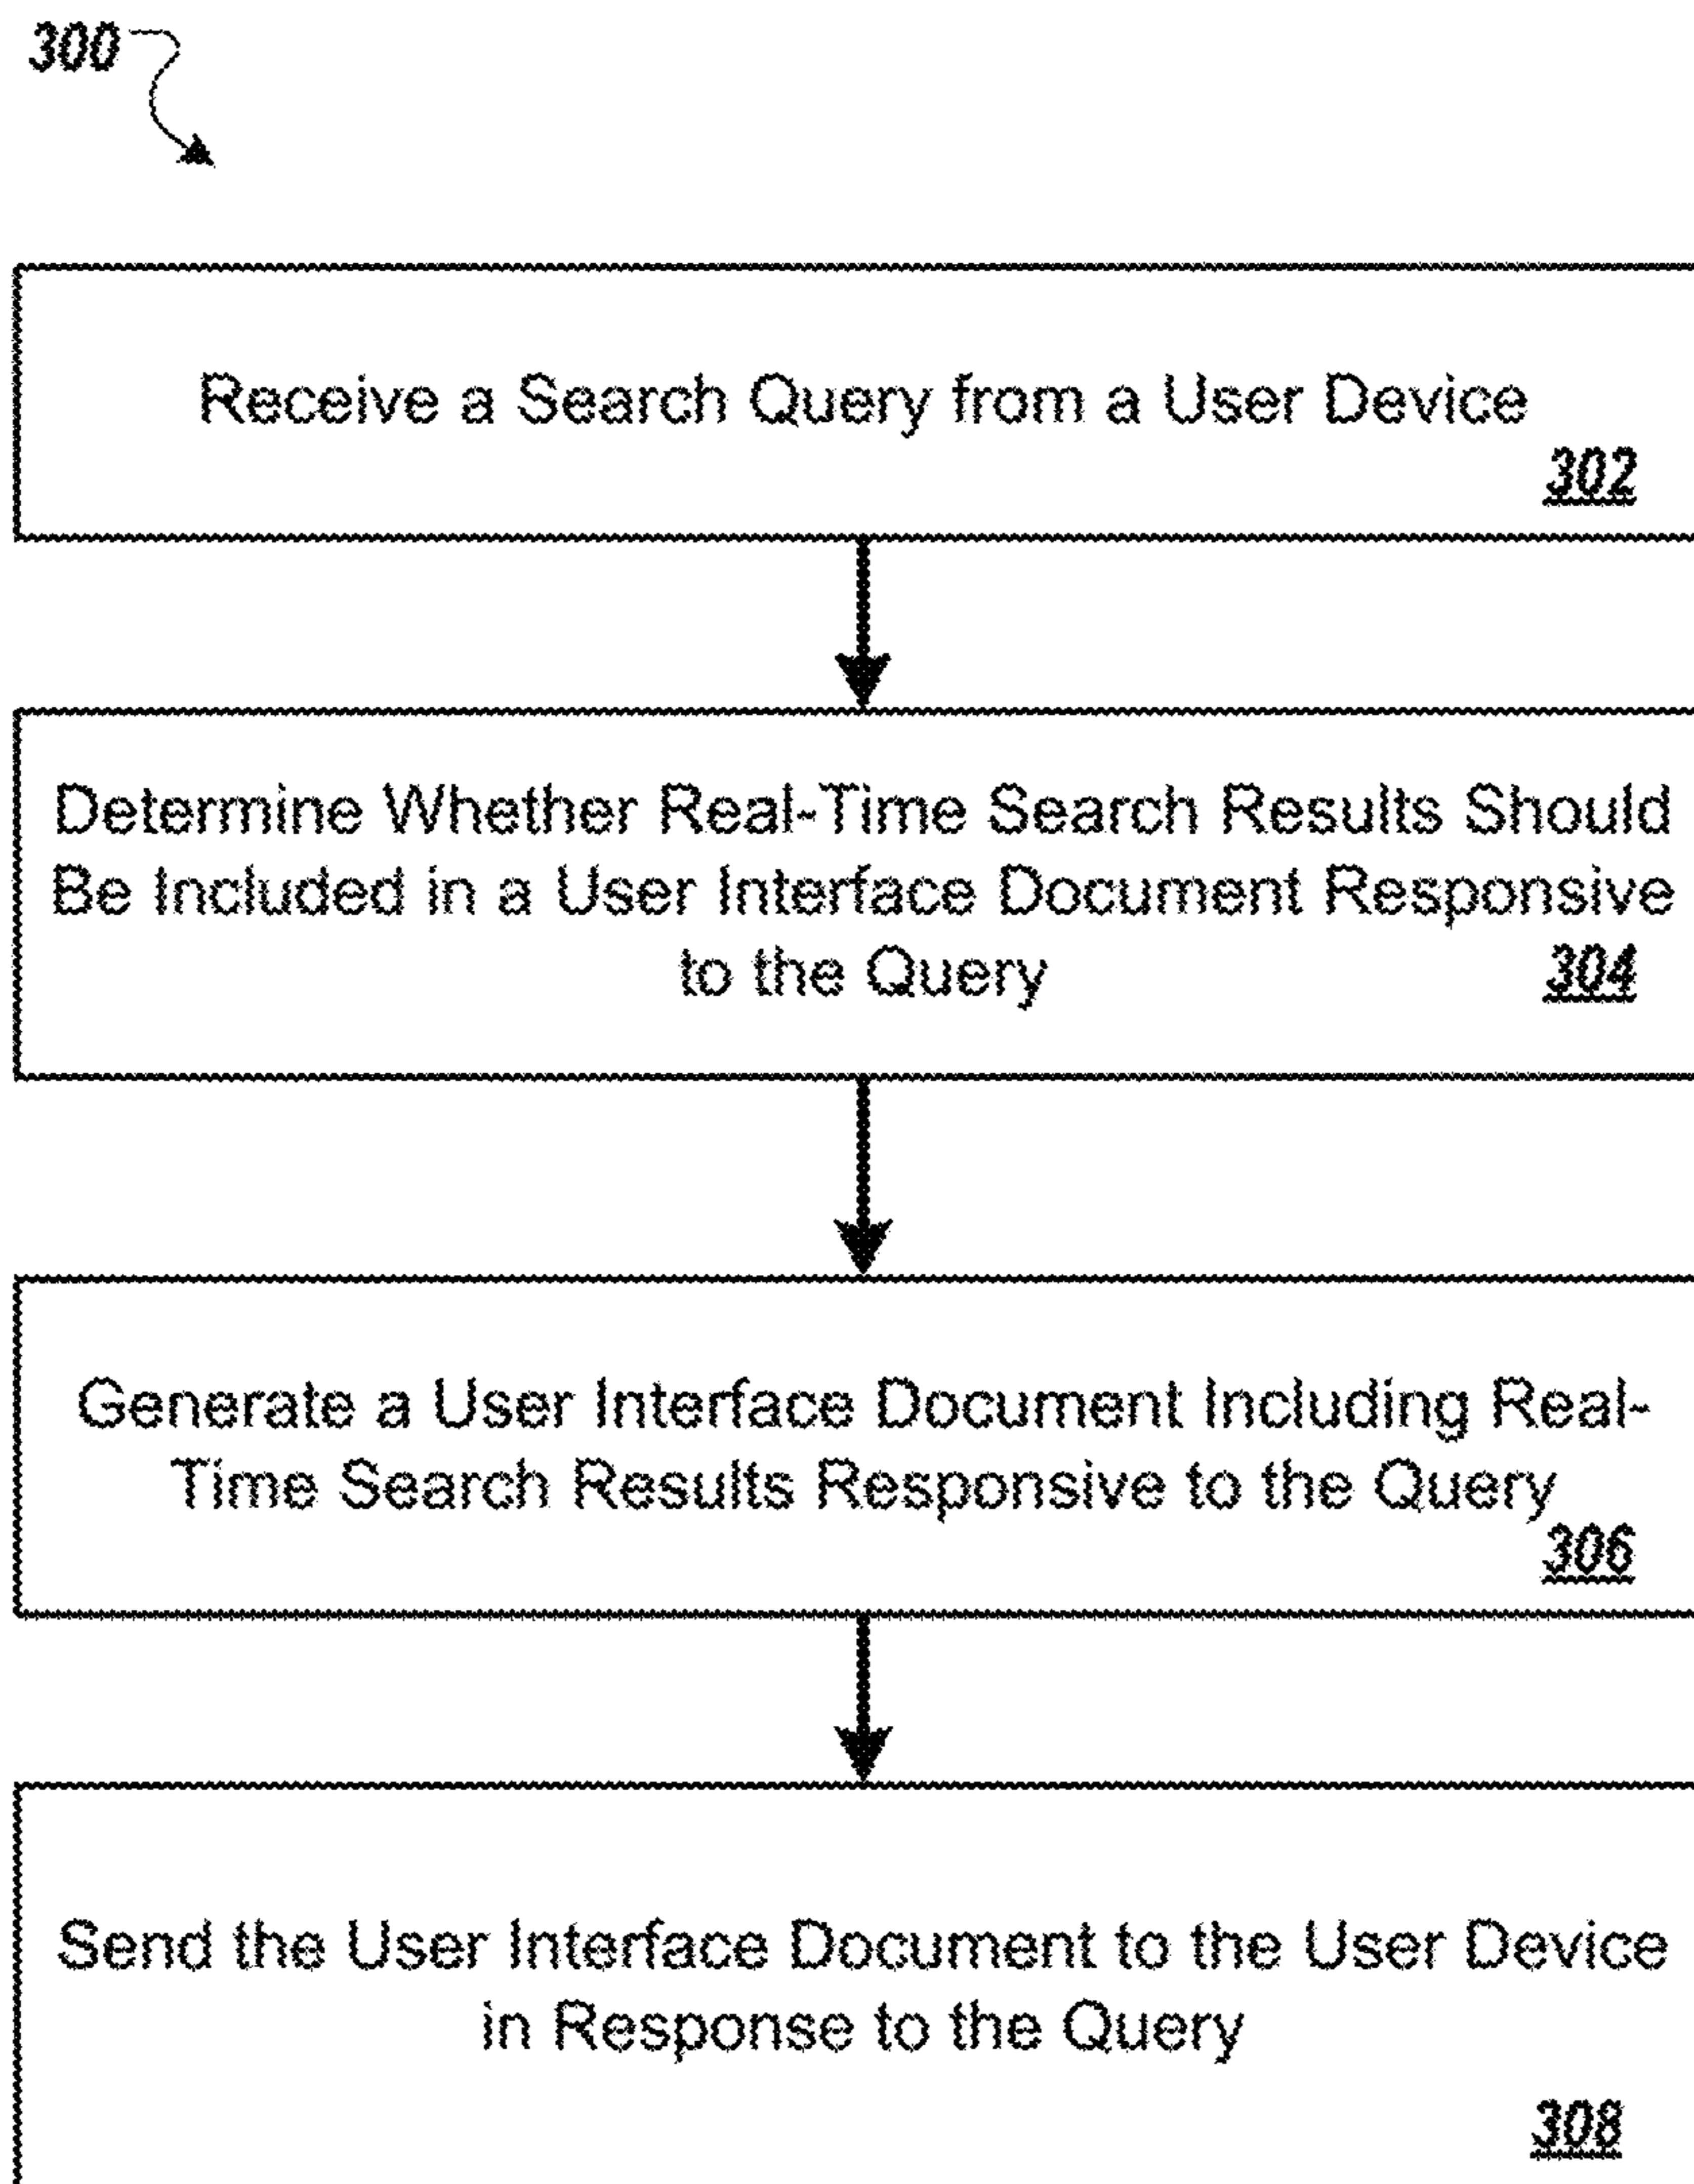 300
Receive a Search Query from a User Device
302
Determine Whether Real-Time Search Results Should
Be Included in a User Interface Document Responsive
to the Query
304
Generate a User Interface Document Including Real-
Time Search Results Responsive to the Query
306
Send the User Interface Document to the User Device
in Response to the Query
308